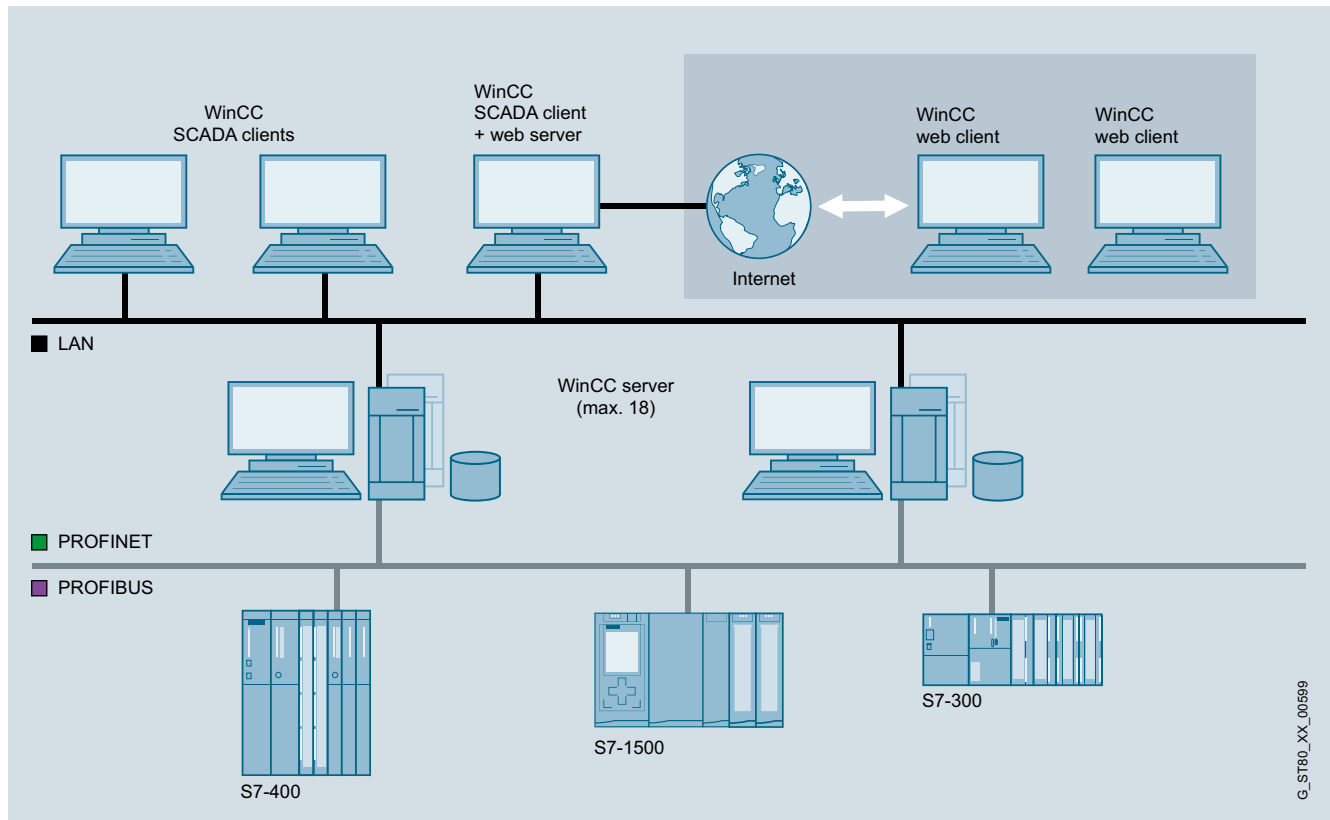 WinCC
SCADA clients
WinCC
SCADA client
+ web server
WinCC
web client
WinCC
web client
Internet
LAN
WinCC server
(max. 18)
PROFINET
PROFIBUS
S7-400
S7-1500
S7-300
G_ST80_XX_00599